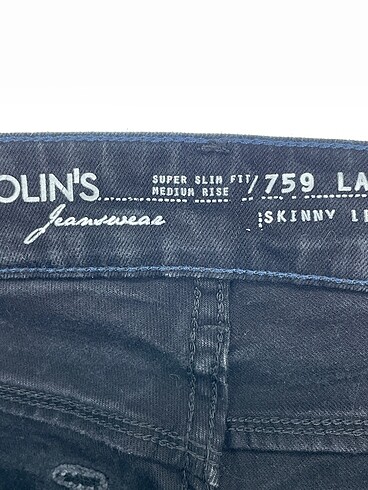 OLIN'S
Jeanswear
SUPER SLIM FIT
MEDIUM RISE
/759 LA
SKINNY LE